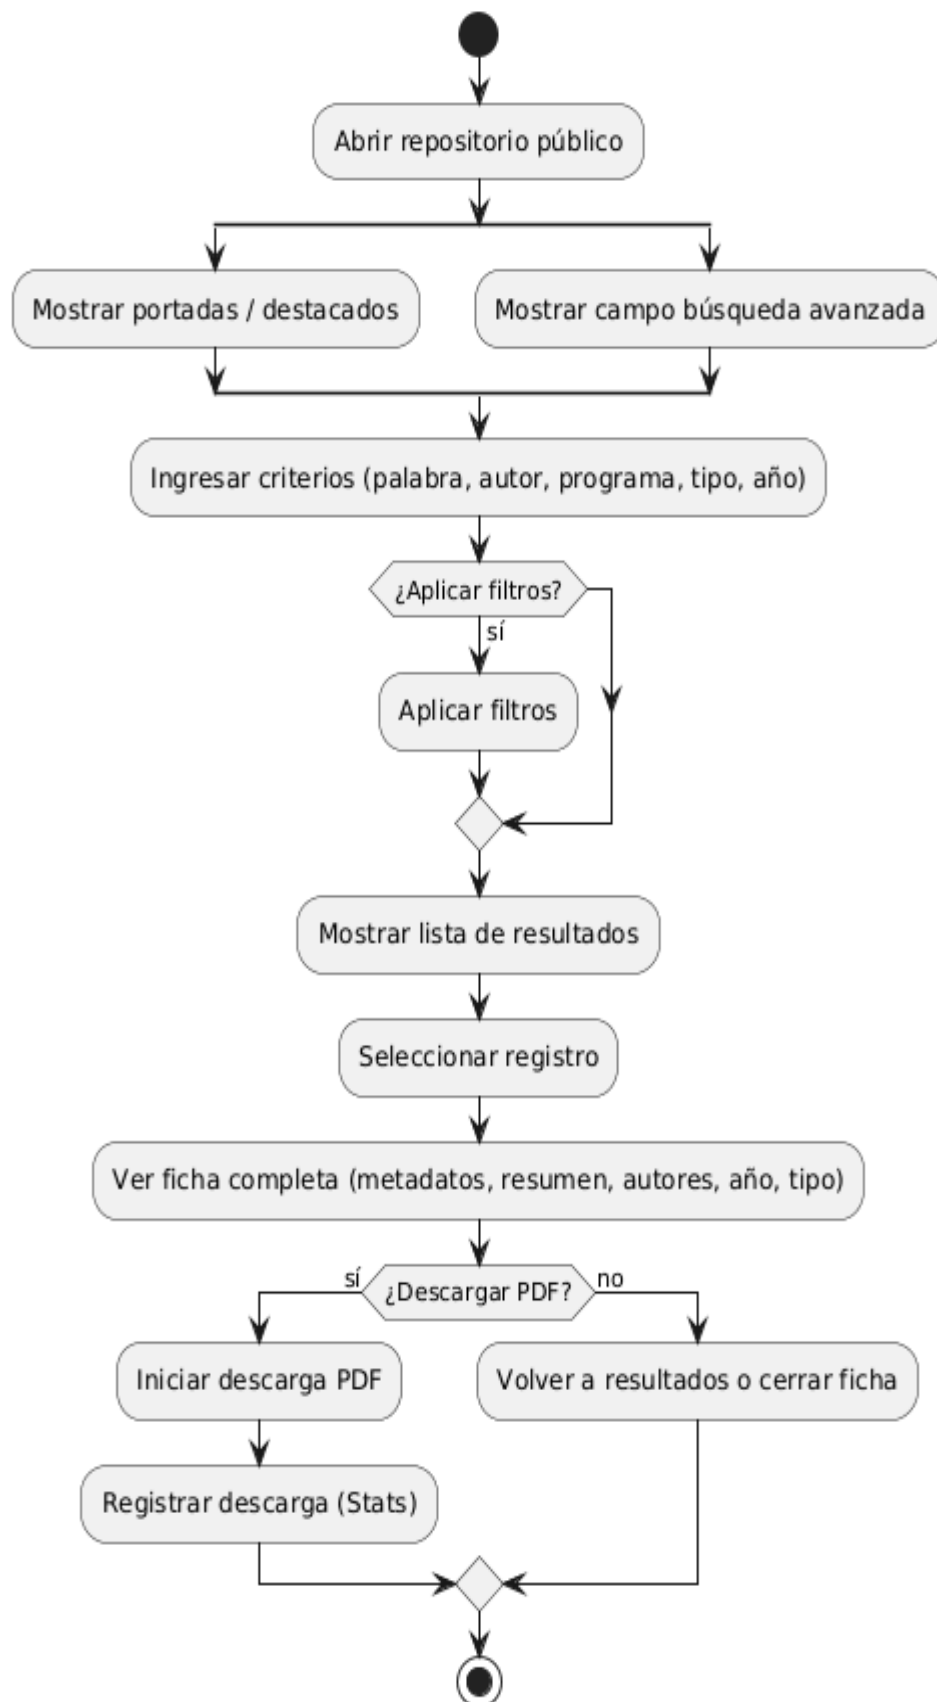 Abrir repositorio público
Mostrar portadas / destacados
Mostrar campo búsqueda avanzada
Ingresar criterios (palabra, autor, programa, tipo, año)
¿Aplicar filtros?
sí
Aplicar filtros
Mostrar lista de resultados
Seleccionar registro
Ver ficha completa (metadatos, resumen, autores, año, tipo)
sí
¿Descargar PDF?
no
Iniciar descarga PDF
Volver a resultados o cerrar ficha
Registrar descarga (Stats)